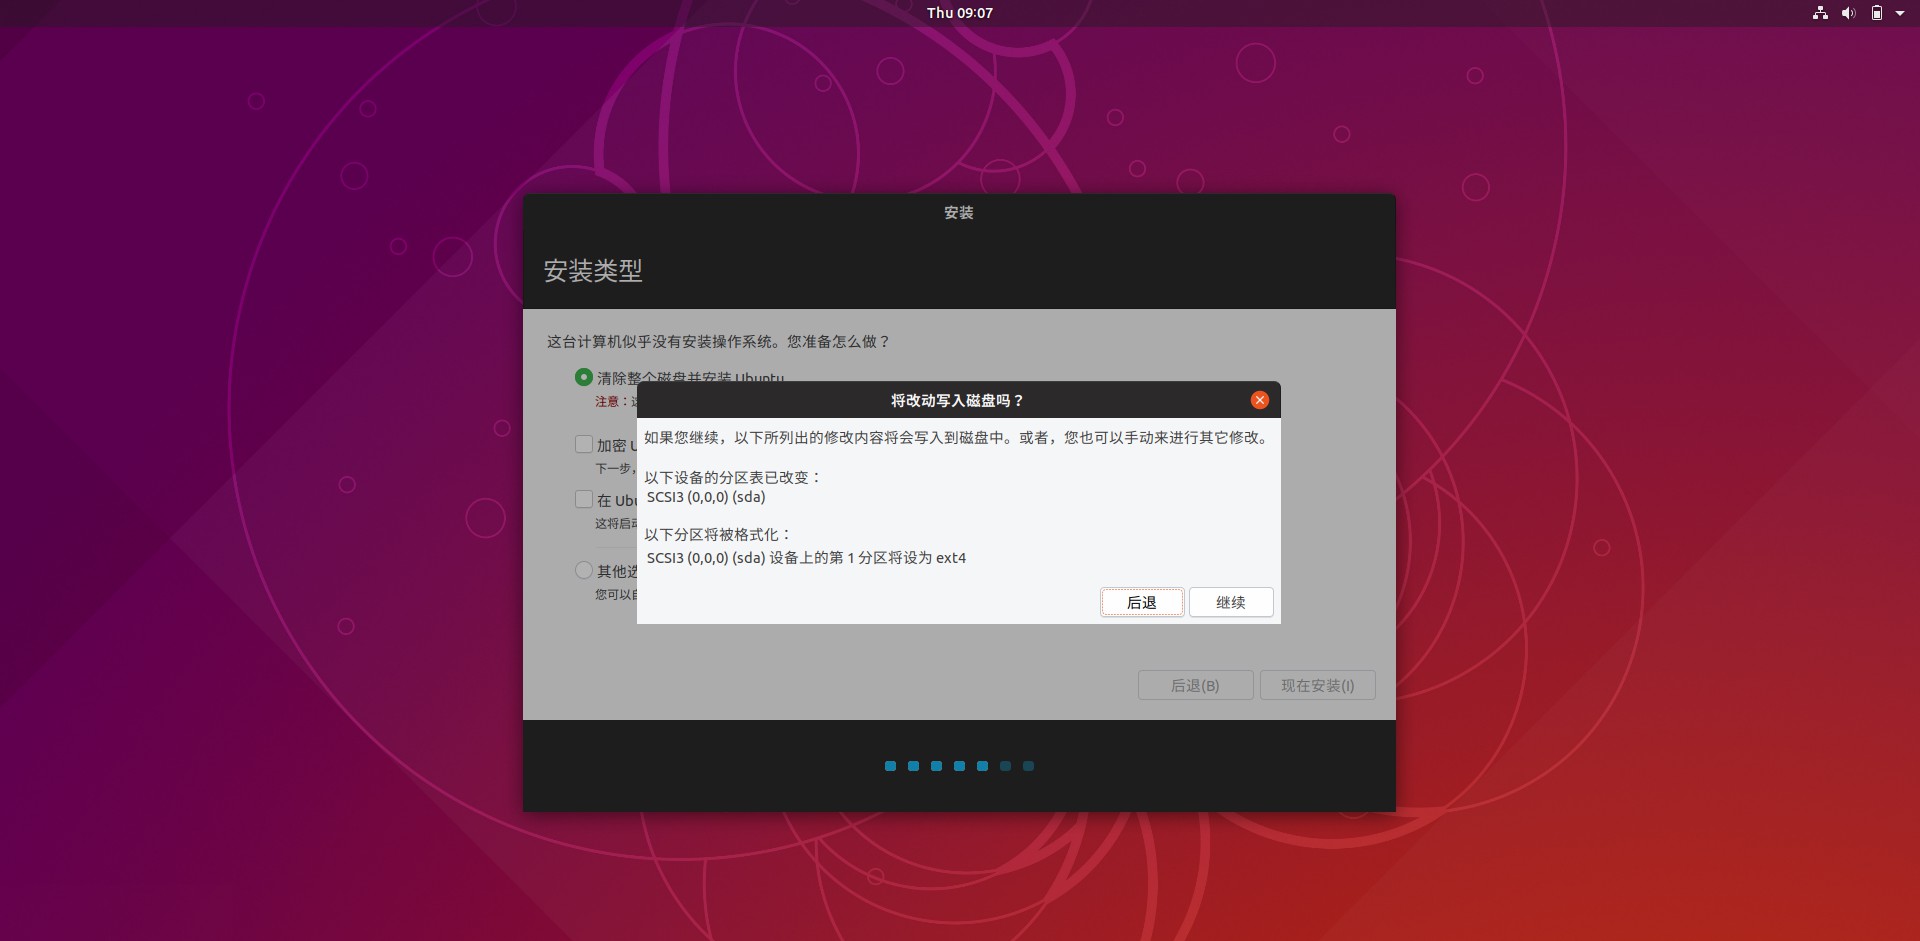 Thu 09:07
安装
安装类型
这台计算机似乎没有安装操作系统。您准备怎么做？
清除整个磁盘并安装 Ubuntu
注意：
加密
下一步，
在 Ubu
这将启动
其他选
您可以自
将改动写入磁盘吗？
如果您继续，以下所列出的修改内容将会写入到磁盘中。或者，您也可以手动来进行其它修改。
以下设备的分区表已改变：
SCSI3 (0,0,0) (sda)
以下分区将被格式化：
SCSI3 (0,0,0) (sda) 设备上的第 1 分区将设为 ext4
后退 继续
后退(B) 现在安装(I)